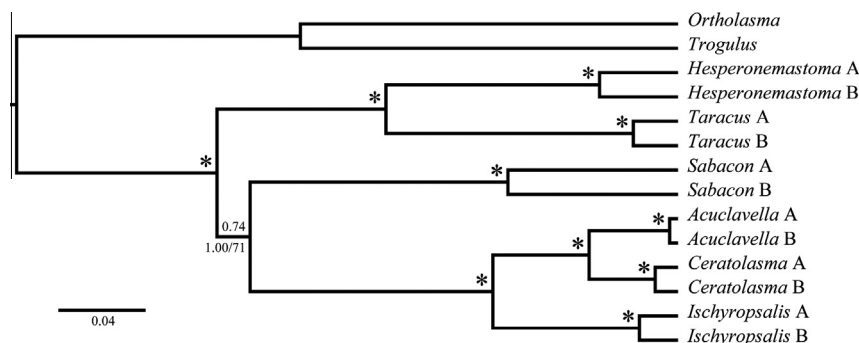 Ortholasma
Trogulus
Hesperonemastoma A
*
Hesperonemastoma B
*
Taracus A
*
Taracus B
*
Sabacon A
*
Sabacon B
Acuclavella A
*
0.74
Acuclavella B
*
1.00/71
Ceratolasma A
*
Ceratolasma B
*
Ischyropsalis A
*
0.04
Ischyropsalis B